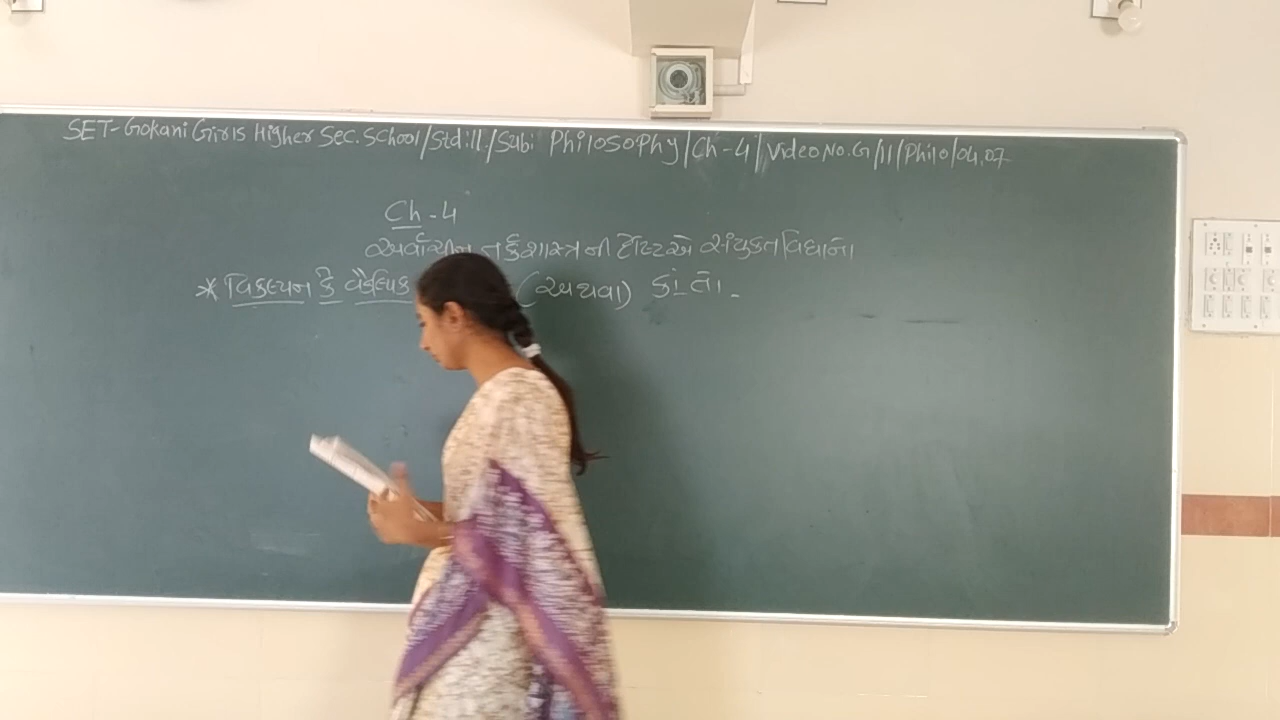 SET-Gokani Girls Higher Sec. School/Std.11./Sub: Philosophy/Ch-4/Video No.G/11/Philo/04.07
Ch-4
અર્વાચીન તર્કશાસ્ત્રની દૃષ્ટિએ સંયુક્ત વિધાનો
* વિકલ્પન કે વૈકલ્પિક (અથવા) કાં તો -